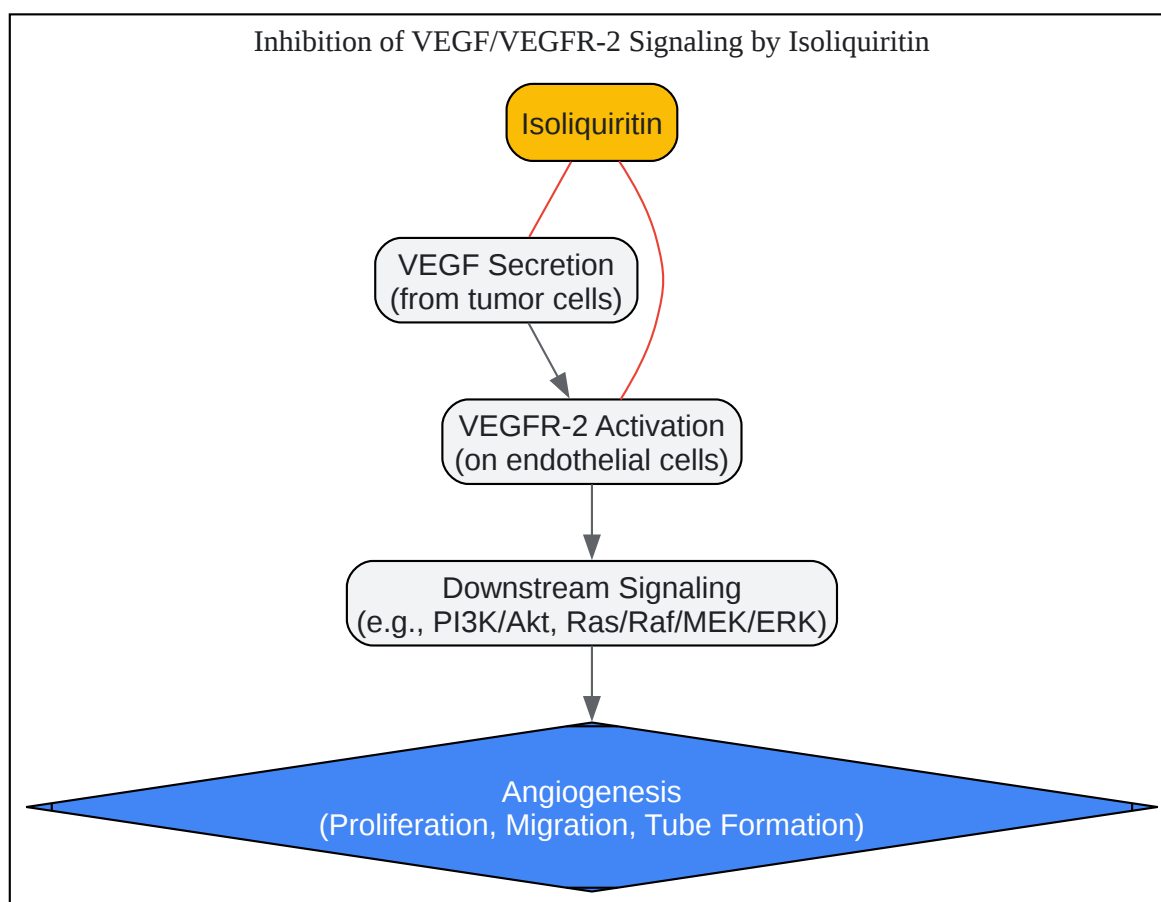 Inhibition of VEGF/VEGFR-2 Signaling by Isoliquiritin
Isoliquiritin
VEGF Secretion
(from tumor cells)
VEGFR-2 Activation
(on endothelial cells)
Downstream Signaling
(e.g., PI3K/Akt, Ras/Raf/MEK/ERK)
Angiogenesis
(Proliferation, Migration, Tube Formation)